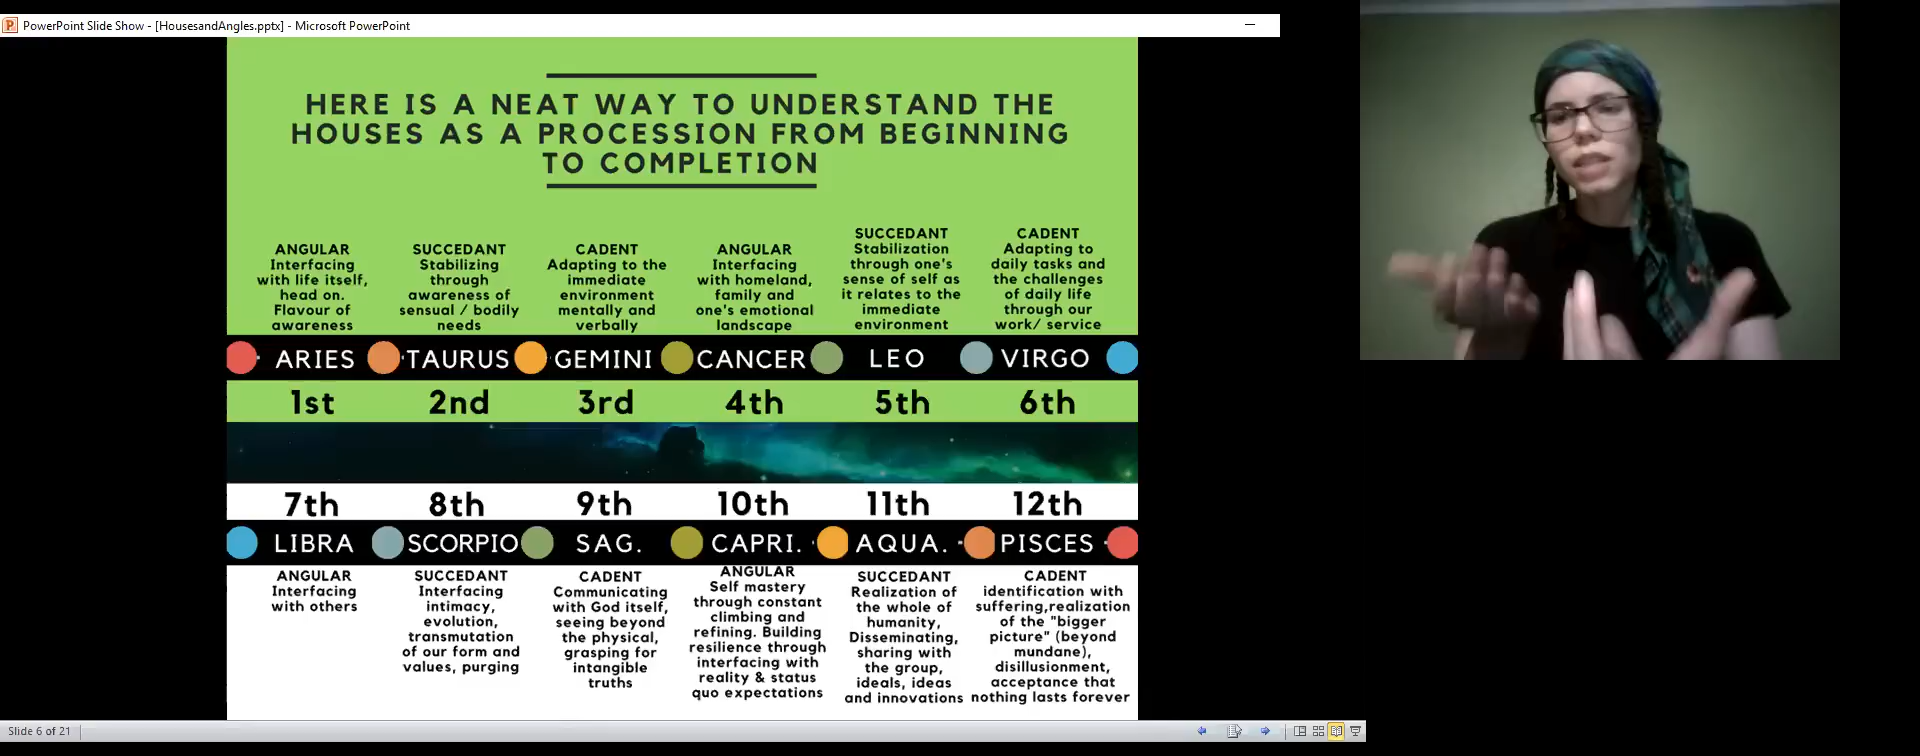 PowerPoint Slide Show - [HousesandAngles.pptx] - Microsoft PowerPoint
HERE IS A NEAT WAY TO UNDERSTAND THE
HOUSES AS A PROCESSION FROM BEGINNING
TO COMPLETION
ANGULAR
Interfacing
with life itself,
head on.
Flavour of
awareness
SUCCEDANT
Stabilizing
through
awareness of
sensual / bodily
needs
CADENT
Adapting to the
immediate
environment
mentally and
verbally
ANGULAR
Interfacing
with homeland,
family and
one's emotional
landscape
SUCCEDANT
Stabilization
through one's
sense of self as
it relates to the
immediate
environment
CADENT
Adapting to
daily tasks and
the challenges
of daily life
through our
work/ service
ARIES TAURUS GEMINI CANCER LEO VIRGO
1st 2nd 3rd 4th 5th 6th
7th 8th 9th 10th 11th 12th
LIBRA SCORPIO SAG. CAPRI. AQUA. PISCES
ANGULAR
Interfacing
with others
SUCCEDANT
Interfacing
intimacy,
evolution,
transmutation
of our form and
values, purging
CADENT
Communicating
with God itself,
seeing beyond
the physical,
grasping for
intangible
truths
ANGULAR
Self mastery
through constant
climbing and
refining. Building
resilience through
interfacing with
reality & status
quo expectations
SUCCEDANT
Realization of
the whole of
humanity,
Disseminating,
sharing with
the group,
ideals, ideas
and innovations
CADENT
identification with
suffering,realization
of the "bigger
picture" (beyond
mundane),
disillusionment,
acceptance that
nothing lasts forever
Slide 6 of 21